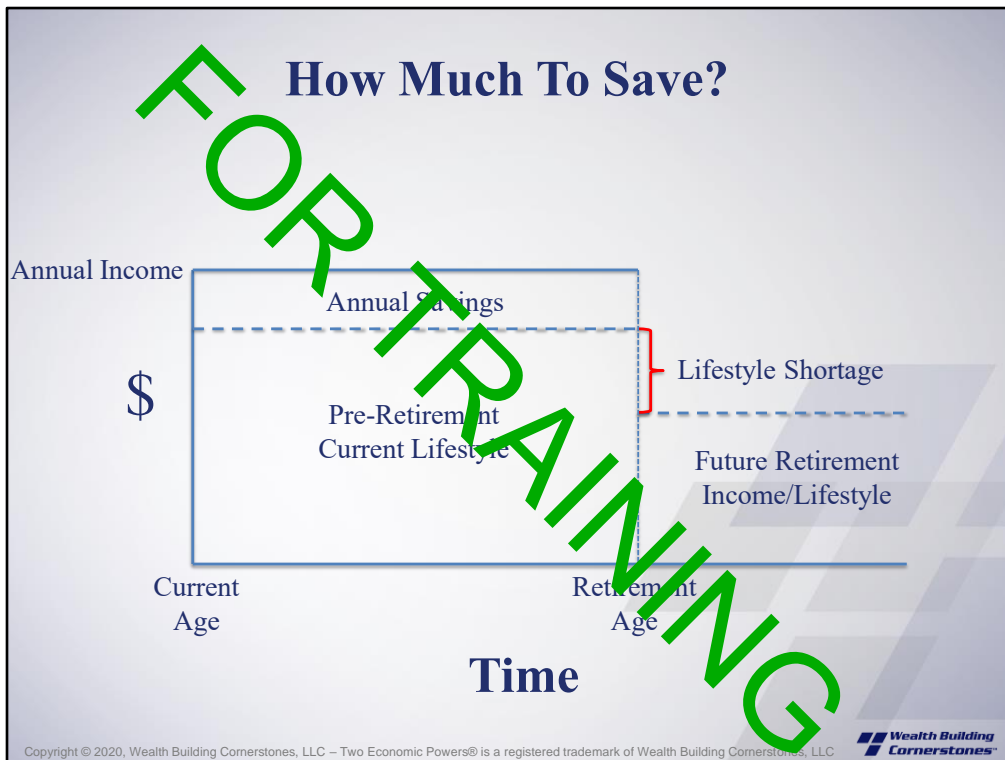 How Much To Save?
FOR TRAINING
Annual Income
Annual Savings
$
Lifestyle Shortage
Pre-Retirement
Current Lifestyle
Future Retirement
Income/Lifestyle
Current
Age
Retirement
Age
Time
Copyright © 2020, Wealth Building Cornerstones, LLC – Two Economic Powers® is a registered trademark of Wealth Building Cornerstones, LLC
Wealth Building
Cornerstones™